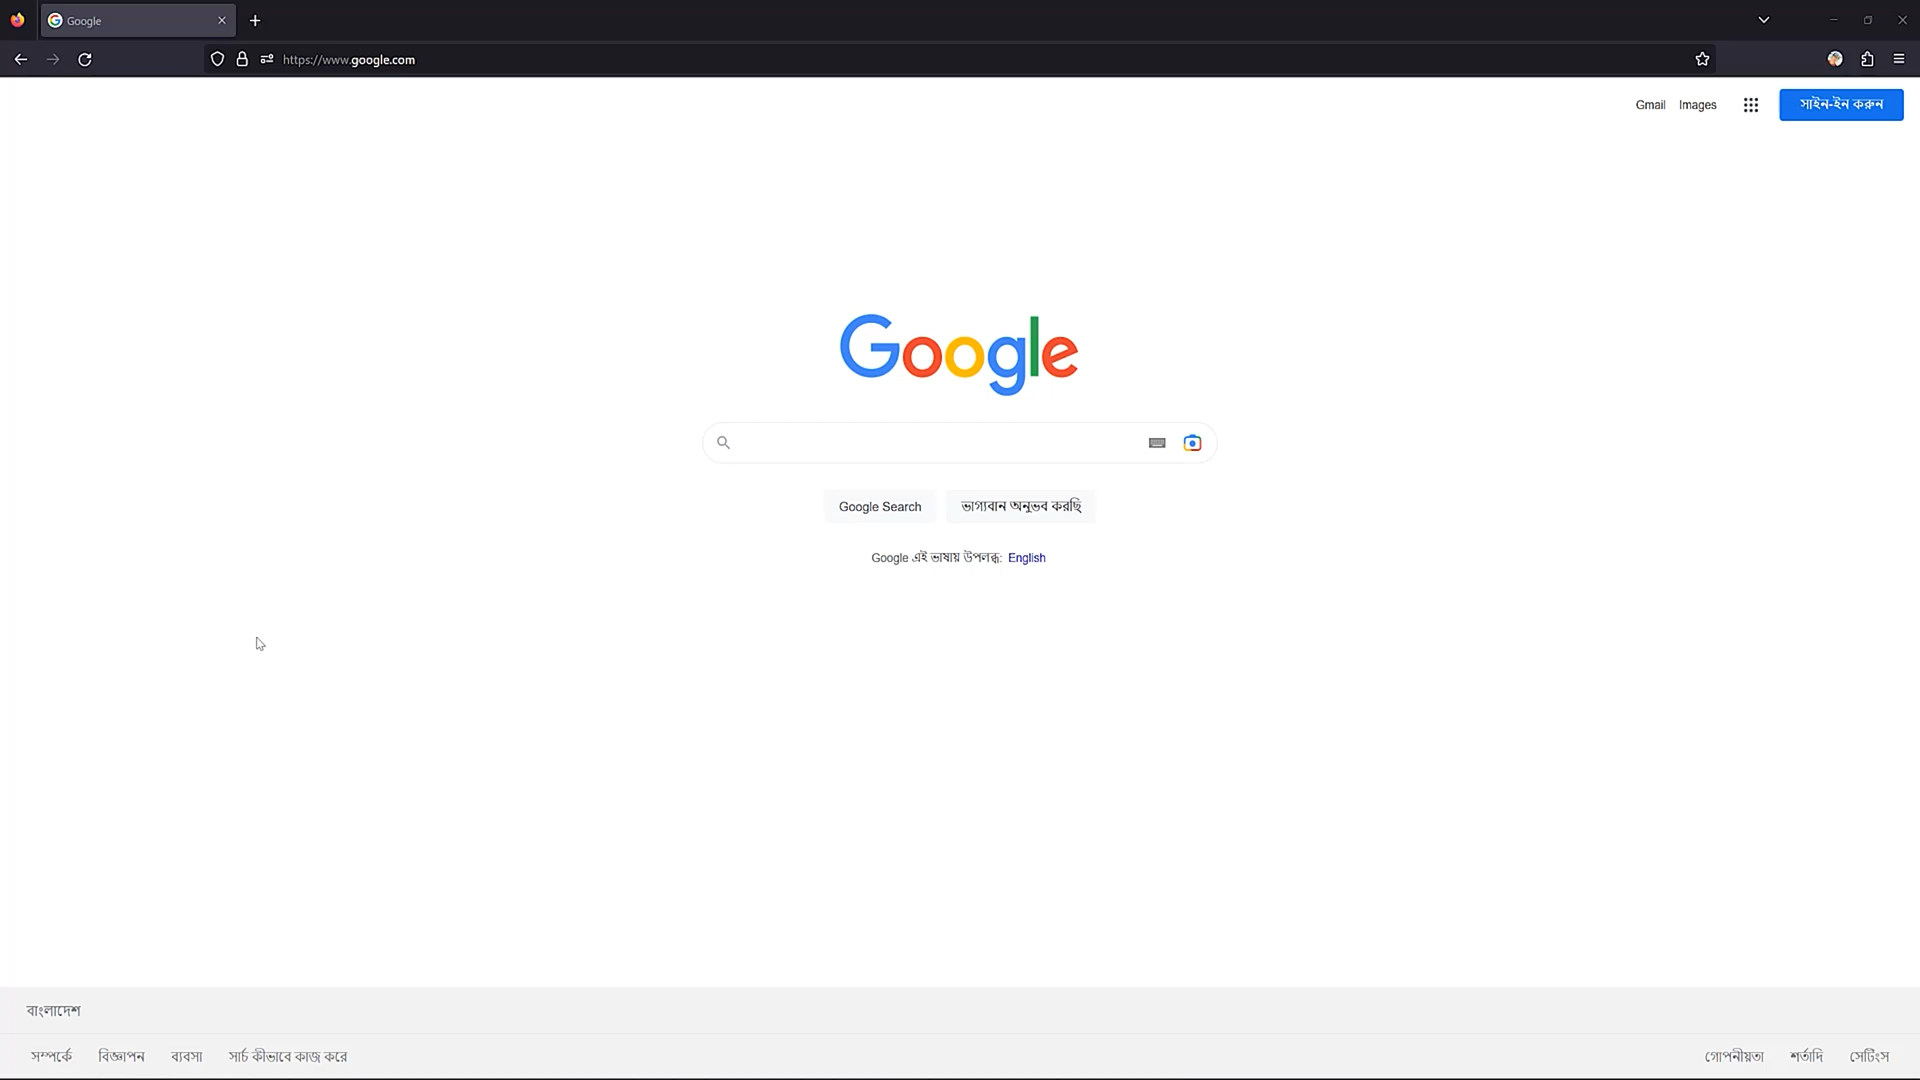 Google
https://www.google.com
Gmail Images সাইন-ইন করুন
Google
Google Search ভাগ্যবান অনুভব করছি
Google এই ভাষায় উপলব্ধ: English
বাংলাদেশ
সম্পর্কে বিজ্ঞাপন ব্যবসা সার্চ কীভাবে কাজ করে গোপনীয়তা শর্তাদি সেটিংস